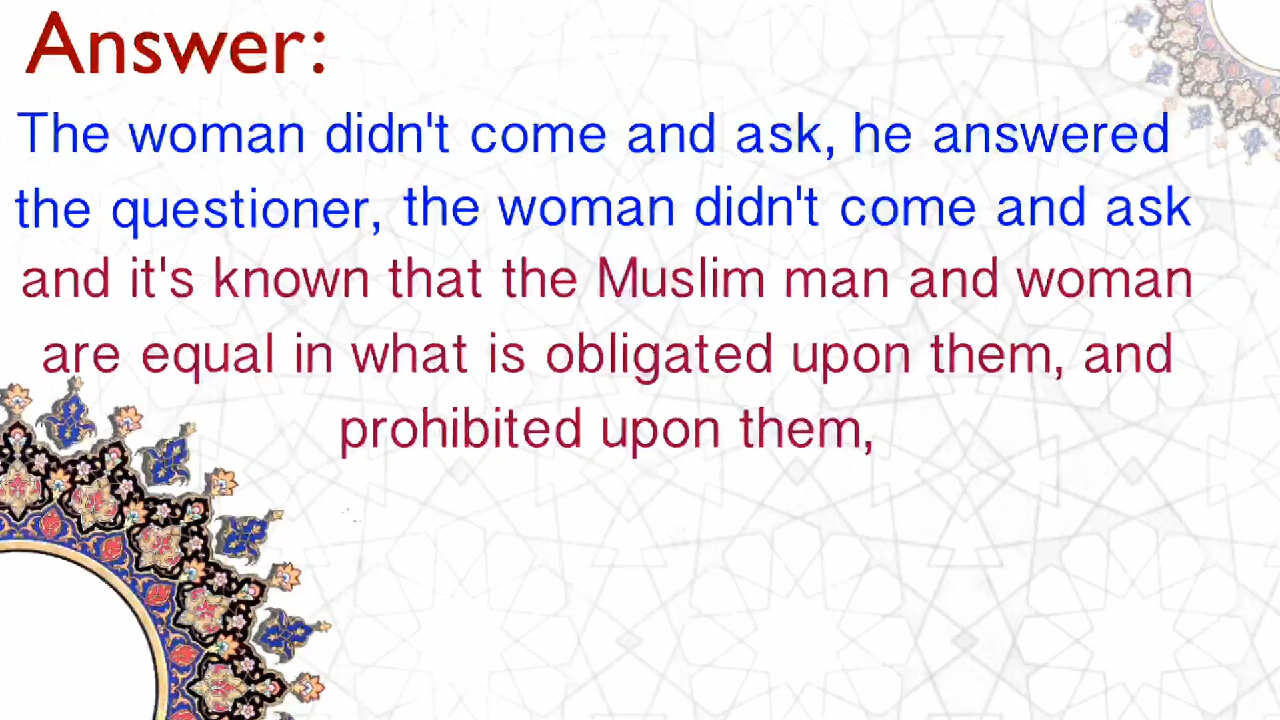 Answer:
The woman didn't come and ask, he answered
the questioner, the woman didn't come and ask
and it's known that the Muslim man and woman
are equal in what is obligated upon them, and
prohibited upon them,